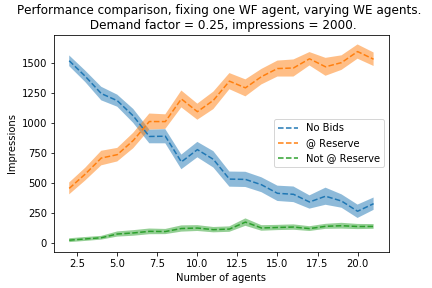 Performance comparison, fixing one WF agent, varying WE agents.
Demand factor = 0.25, impressions = 2000.
1500
1250
1000
750
500
250
0
Impressions
No Bids
@ Reserve
Not @ Reserve
2.5 5.0 7.5 10.0 12.5 15.0 17.5 20.0
Number of agents